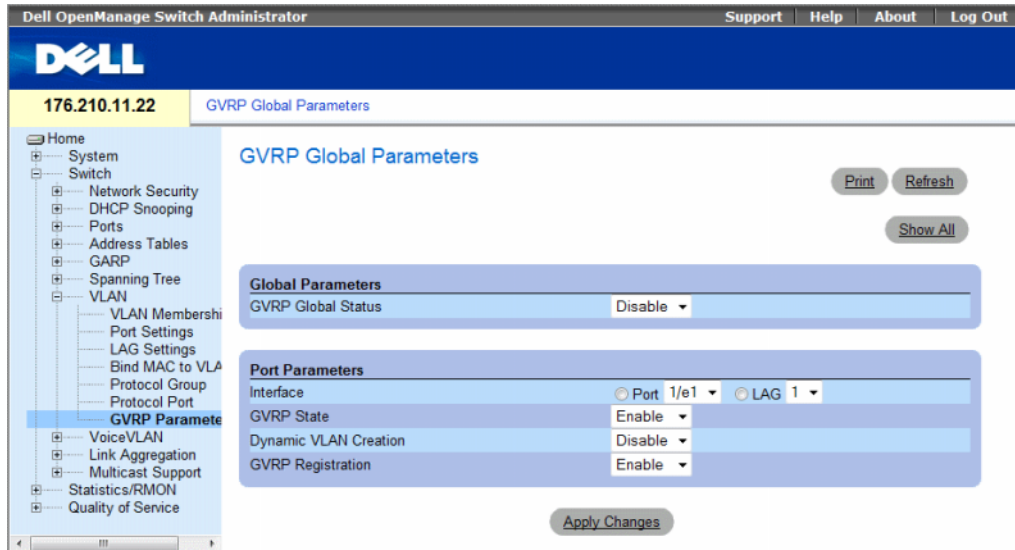 Dell OpenManage Switch Administrator Support Help About Log Out
DELL
176.210.11.22 GVRP Global Parameters
Home
System
Switch
Network Security
DHCP Snooping
Ports
Address Tables
GARP
Spanning Tree
VLAN
VLAN Membershi
Port Settings
LAG Settings
Bind MAC to VLA
Protocol Group
Protocol Port
GVRP Paramete
VoiceVLAN
Link Aggregation
Multicast Support
Statistics/RMON
Quality of Service
GVRP Global Parameters
Print Refresh
Show All
Global Parameters
GVRP Global Status Disable
Port Parameters
Interface Port 1/e1 LAG 1
GVRP State Enable
Dynamic VLAN Creation Disable
GVRP Registration Enable
Apply Changes